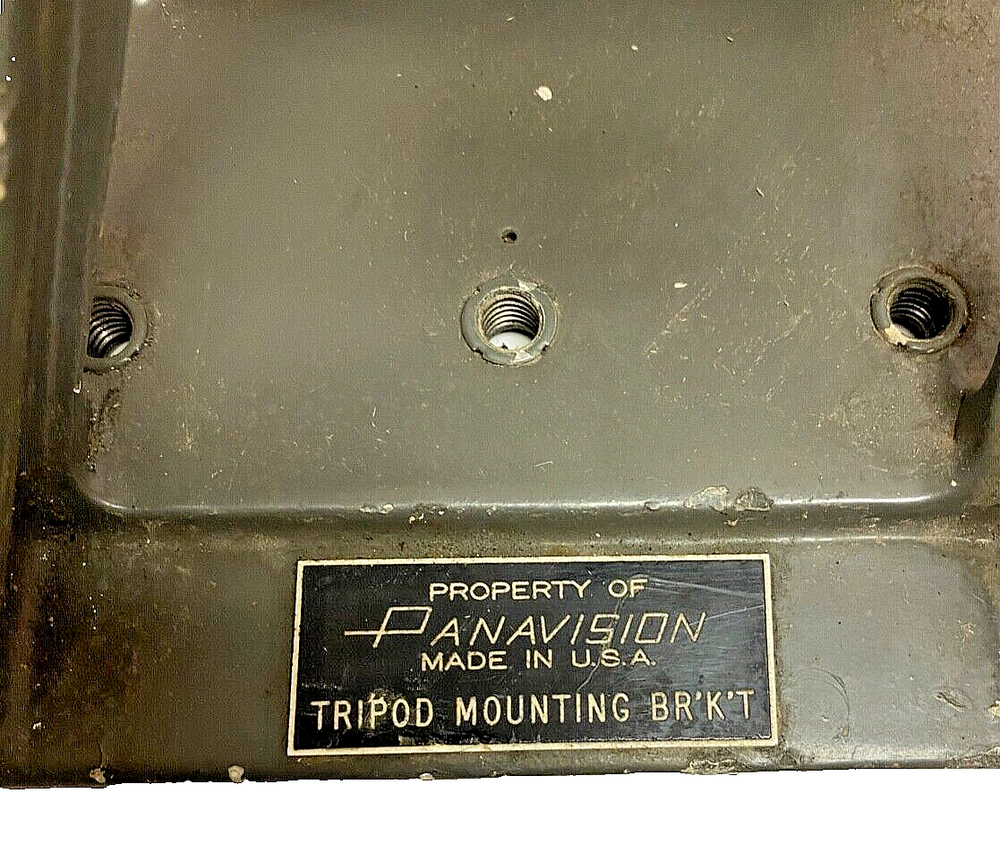 PROPERTY OF
PANAVISION
MADE IN U.S.A.
TRIPOD MOUNTING BR'K'T